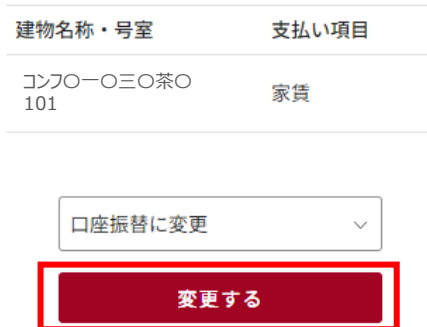 建物名称・号室 支払い項目
コンフ〇一〇三〇茶〇
101
家賃
口座振替に変更
変更する